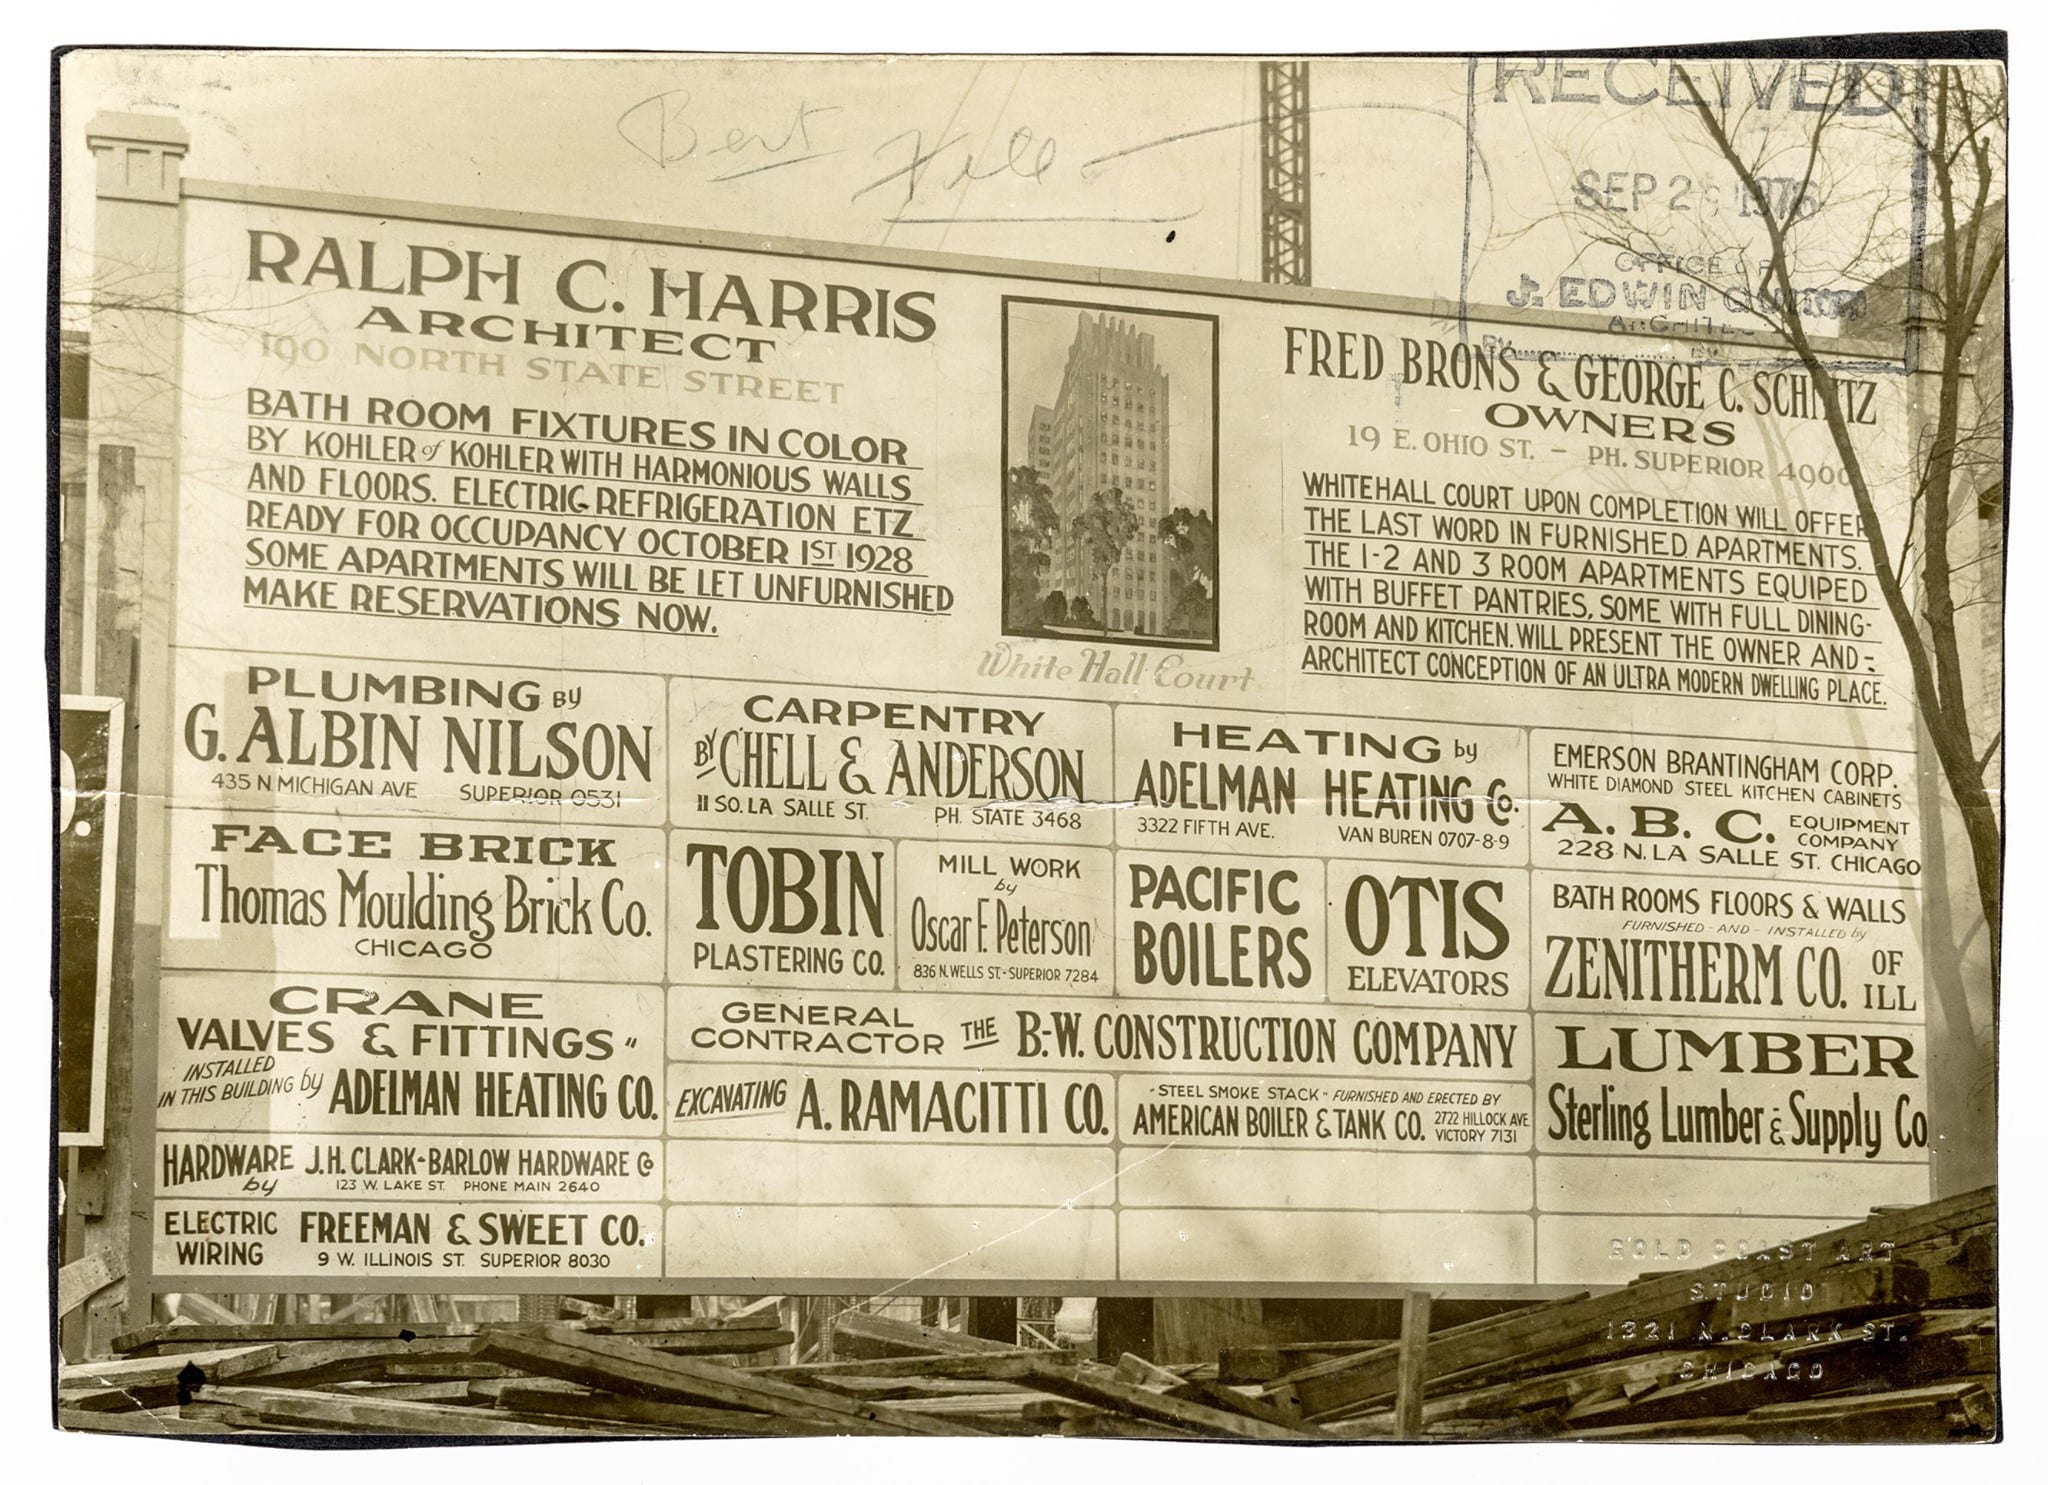 Bert
RECEIVED
SEP 2 1976
OFFICE OF
J. EDWIN QUINN
ARCHITECT
BY
RALPH C. HARRIS
ARCHITECT
190 NORTH STATE STREET
BATH ROOM FIXTURES IN COLOR
BY KOHLER of KOHLER WITH HARMONIOUS WALLS
AND FLOORS. ELECTRIC-REFRIGERATION ETZ
READY FOR OCCUPANCY OCTOBER 1ST 1928
SOME APARTMENTS WILL BE LET UNFURNISHED
MAKE RESERVATIONS NOW.
White Hall Court
FRED BRONS & GEORGE C. SCHMITZ
OWNERS
19 E. OHIO ST. - PH. SUPERIOR 4900
WHITEHALL COURT UPON COMPLETION WILL OFFER
THE LAST WORD IN FURNISHED APARTMENTS.
THE 1-2 AND 3 ROOM APARTMENTS EQUIPED
WITH BUFFET PANTRIES, SOME WITH FULL DINING-
ROOM AND KITCHEN. WILL PRESENT THE OWNER AND-
ARCHITECT CONCEPTION OF AN ULTRA MODERN DWELLING PLACE.
PLUMBING BY
G. ALBIN NILSON
435 N MICHIGAN AVE SUPERIOR 0531
CARPENTRY
BY CHELL & ANDERSON
11 SO. LA SALLE ST. PH. STATE 3468
HEATING by
ADELMAN HEATING Co.
3322 FIFTH AVE. VAN BUREN 0707-8-9
EMERSON BRANTINGHAM CORP.
WHITE DIAMOND STEEL KITCHEN CABINETS
A. B. C. EQUIPMENT COMPANY
228 N. LA SALLE ST. CHICAGO
FACE BRICK
Thomas Moulding Brick Co.
CHICAGO
TOBIN
PLASTERING CO.
MILL WORK
by
Oscar F. Peterson
836 N. WELLS ST.-SUPERIOR 7284
PACIFIC
BOILERS
OTIS
ELEVATORS
BATH ROOMS FLOORS & WALLS
FURNISHED-AND-INSTALLED by
ZENITHERM CO. OF ILL
CRANE
VALVES & FITTINGS"
INSTALLED
IN THIS BUILDING by ADELMAN HEATING CO.
GENERAL CONTRACTOR THE B.-W. CONSTRUCTION COMPANY
EXCAVATING A. RAMACITTI CO.
"STEEL SMOKE STACK" FURNISHED AND ERECTED BY
AMERICAN BOILER & TANK CO. 2722 HILLOCK AVE.
VICTORY 7131
LUMBER
Sterling Lumber & Supply Co
HARDWARE by J.H. CLARK-BARLOW HARDWARE Co
123 W. LAKE ST. PHONE MAIN 2640
ELECTRIC WIRING FREEMAN & SWEET CO.
9 W. ILLINOIS ST. SUPERIOR 8030
GOLD COAST ART
STUDIO
1321 N. CLARK ST.
CHICAGO